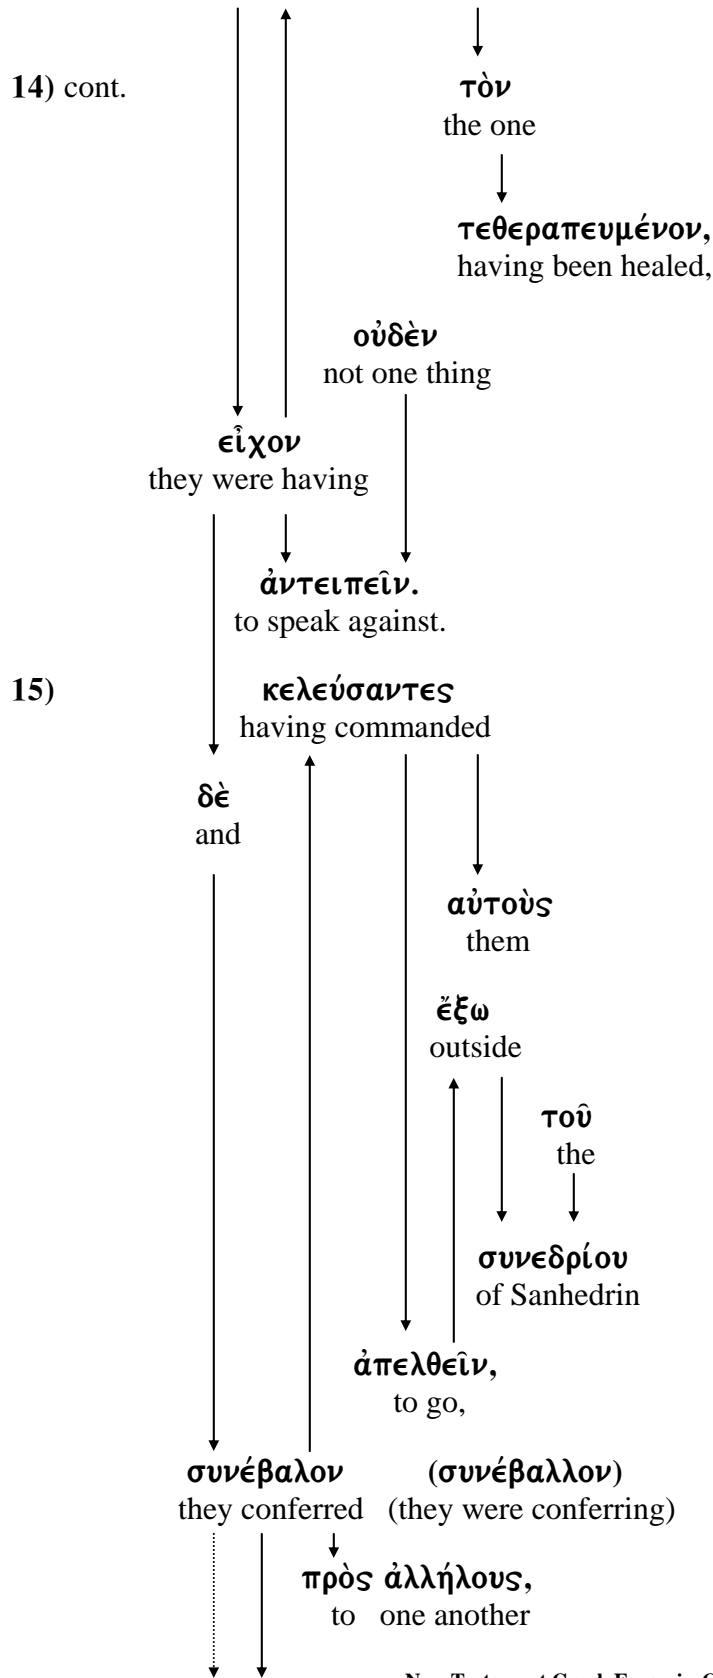 14) cont. τὸν
the one
τεθεραπευμένον,
having been healed,
οὐδὲν
not one thing
εἶχον
they were having
ἀντειπεῖν.
to speak against.
15) κελεύσαντες
having commanded
δὲ
and
αὐτοὺς
them
ἔξω
outside
τοῦ
the
συνεδρίου
of Sanhedrin
ἀπελθεῖν,
to go,
συνέβαλον (συνέβαλλον)
they conferred (they were conferring)
πρὸς ἀλλήλους,
to one another